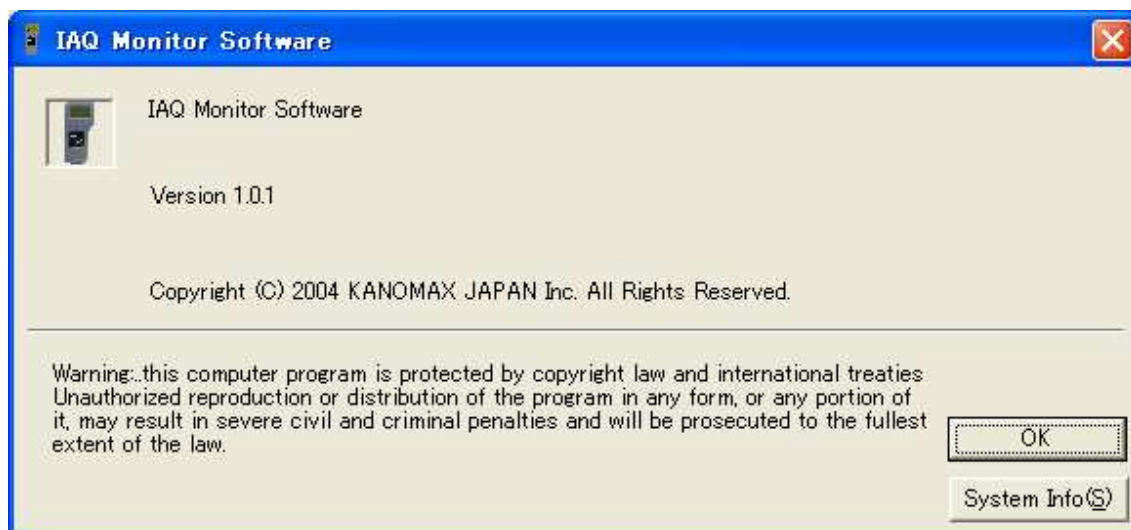 IAQ Monitor Software
IAQ Monitor Software
Version 1.0.1
Copyright (C) 2004 KANOMAX JAPAN Inc. All Rights Reserved.
Warning:..this computer program is protected by copyright law and international treaties
Unauthorized reproduction or distribution of the program in any form, or any portion of
it, may result in severe civil and criminal penalties and will be prosecuted to the fullest
extent of the law.
OK
System Info(S)